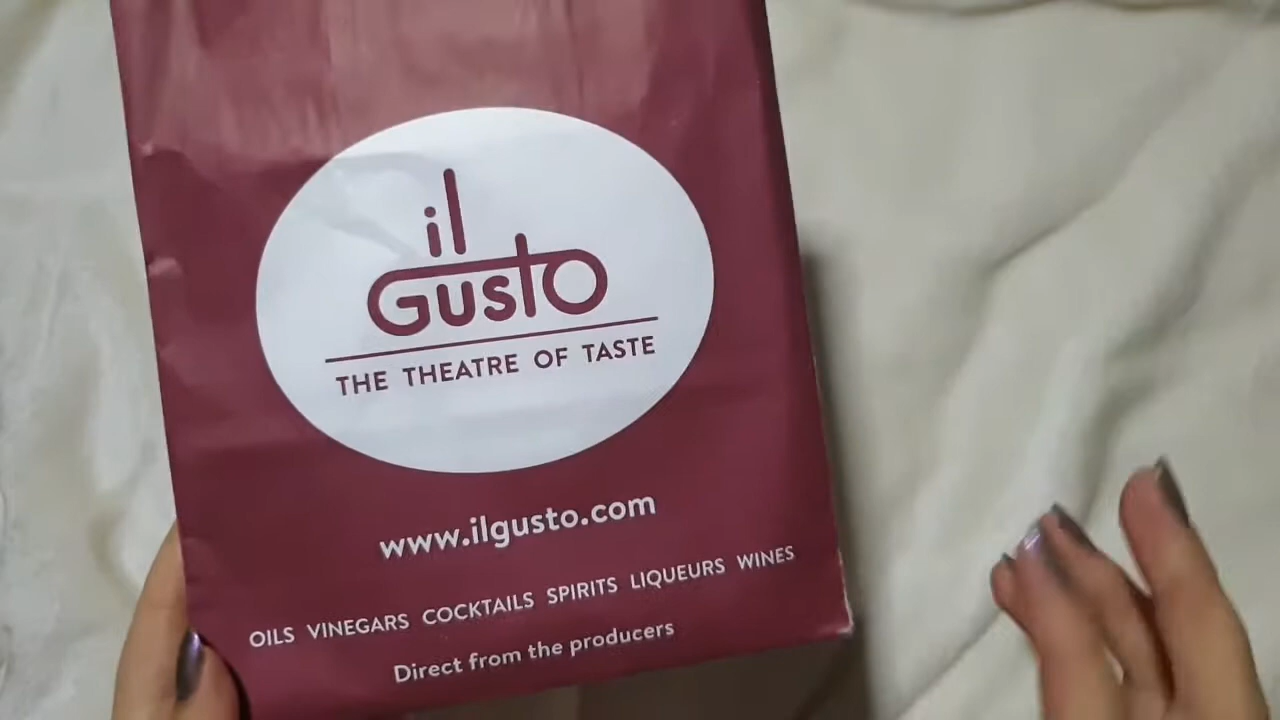 il
Gusto
THE THEATRE OF TASTE
www.ilgusto.com
OILS VINEGARS COCKTAILS SPIRITS LIQUEURS WINES
Direct from the producers